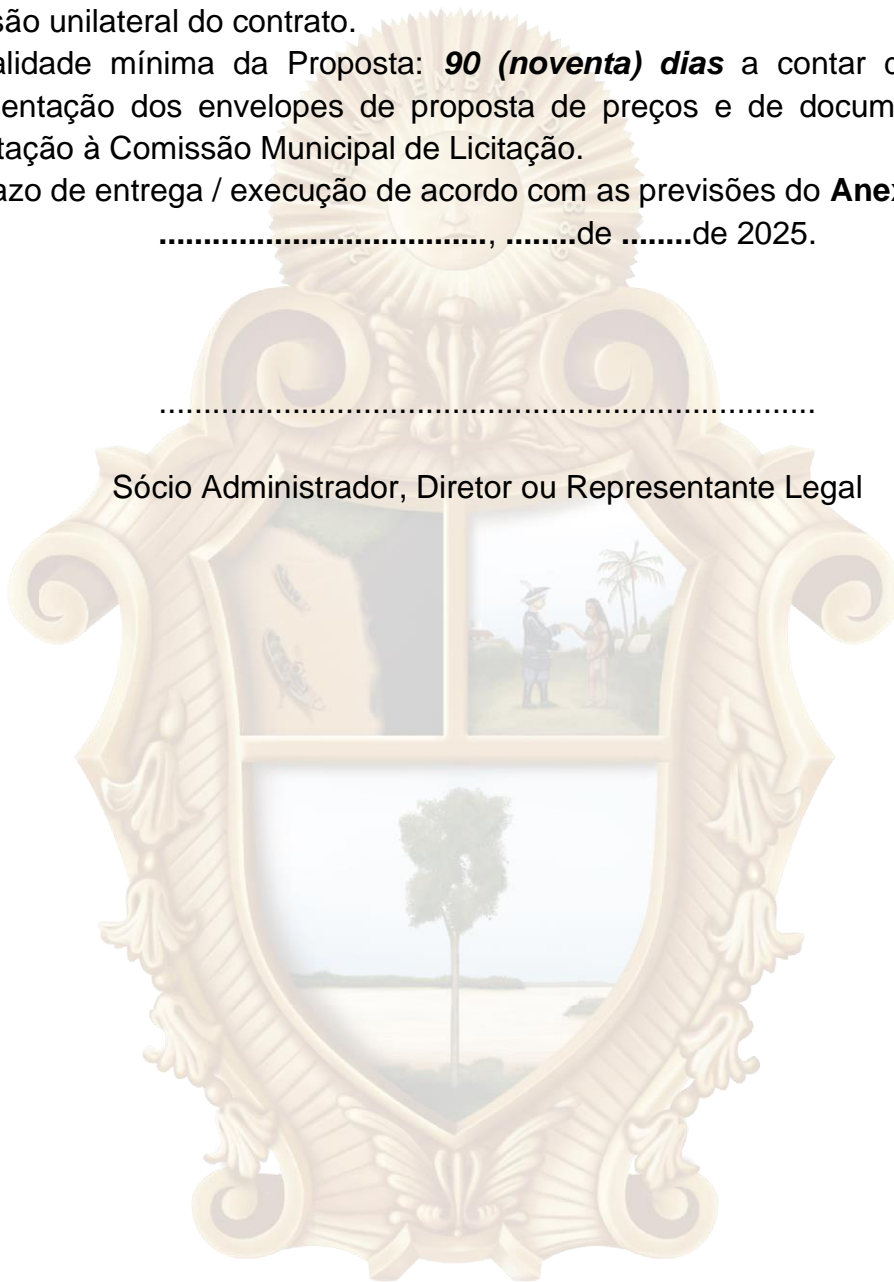 são unilateral do contrato.
alidade mínima da Proposta: 90 (noventa) dias a contar d
entação dos envelopes de proposta de preços e de docum
tação à Comissão Municipal de Licitação.
azo de entrega / execução de acordo com as previsões do Ane
....................................., ........de ........de 2025.
...........................................................................
Sócio Administrador, Diretor ou Representante Legal